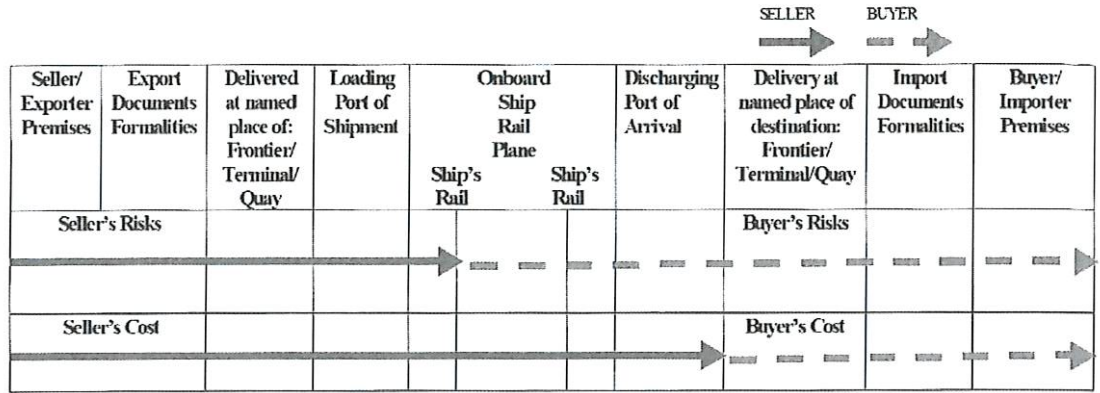 SELLER BUYER
Seller/ Export Delivered Loading Onboard Discharging Delivery at Import Buyer/
Exporter Documents at named Port of Ship Port of named place of Documents Importer
Premises Formalities place of: Shipment Rail Arrival destination: Formalities Premises
Frontier/ Plane Frontier/
Terminal/ Ship's Ship's Terminal/Quay
Quay Rail Rail
Seller's Risks Buyer's Risks
Seller's Cost Buyer's Cost